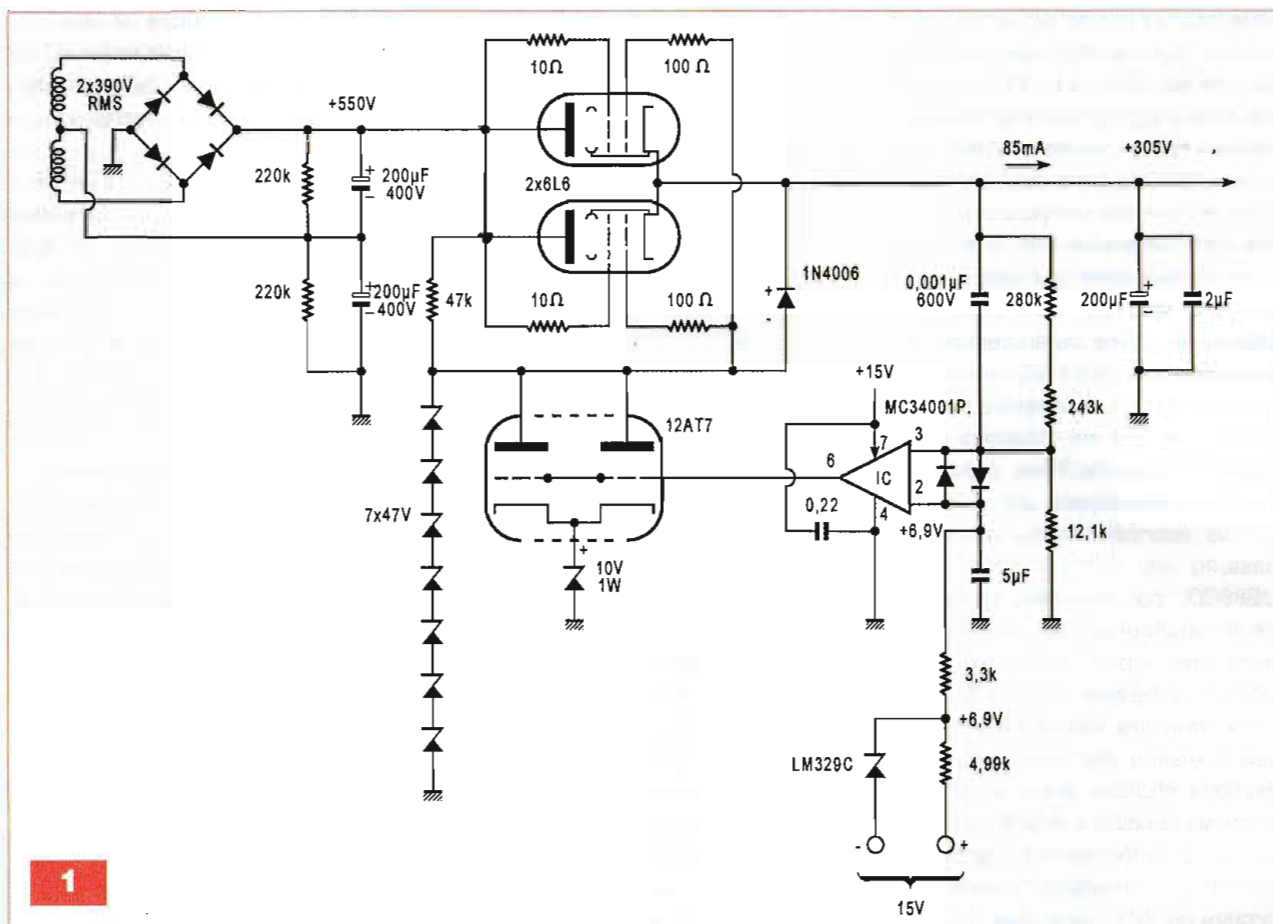 2x390V
RMS
10Ω
100 Ω
+550V
220k
200µF
400V
2x6L6
85mA
+305V
1N4006
0,001µF
600V
280k
200µF
2µF
220k
200µF
400V
47k
10Ω
100 Ω
+15V
MC34001P.
12AT7
3
7
6
IC
2
4
243k
7x47V
0,22
+6,9V
12,1k
10V
1W
5µF
3,3k
+6,9V
LM329C
4,99k
15V
1